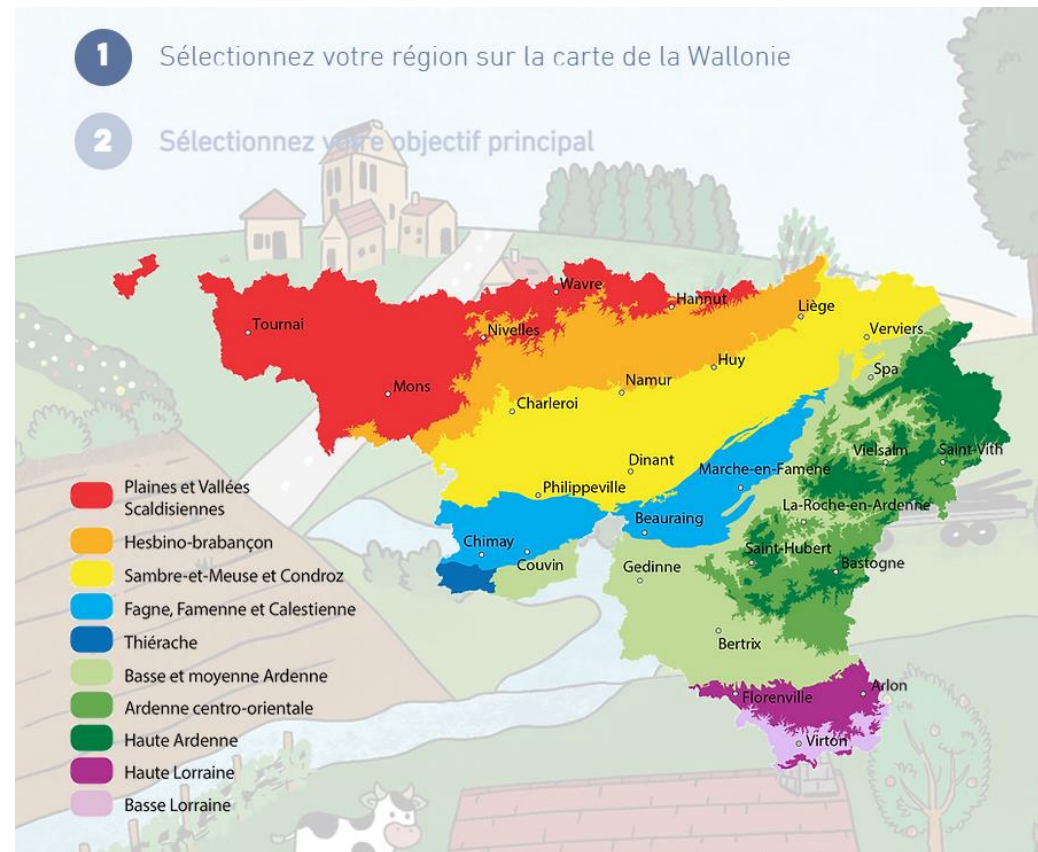 1 Sélectionnez votre région sur la carte de la Wallonie
2 Sélectionnez votre objectif principal
Wavre
Hannut
Liège
Tournai
Nivelles
Verviers
Huy
Spa
Namur
Mons
Charleroi
Vielsalm
Saint-Vith
Dinant
Marche-en-Famene
Philippeville
La-Roche-en-Ardenne
Beauraing
Chimay
Saint-Hubert
Couvin
Gedinne
Bastogne
Bertrix
Florenville
Arlon
Virton
Plaines et Vallées
Scaldisiennes
Hesbino-brabançon
Sambre-et-Meuse et Condroz
Fagne, Famenne et Calestienne
Thiérache
Basse et moyenne Ardenne
Ardenne centro-orientale
Haute Ardenne
Haute Lorraine
Basse Lorraine